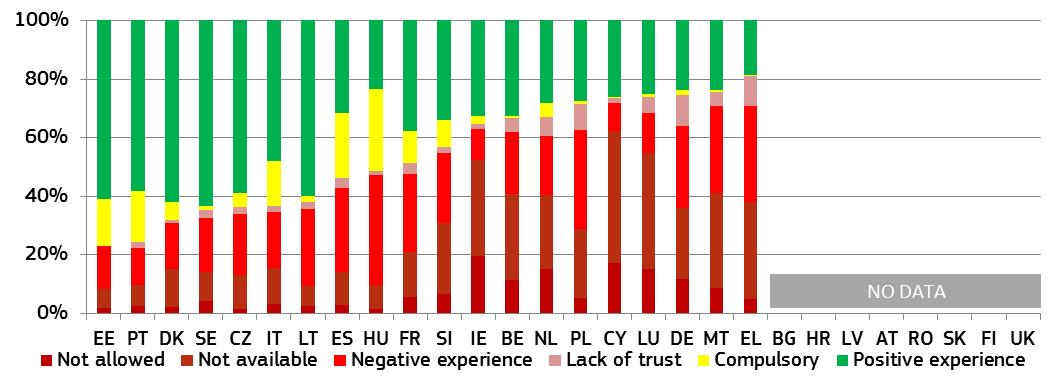 100%
80%
60%
40%
20%
0%
NO DATA
EE PT DK SE CZ IT LT ES HU FR SI IE BE NL PL CY LU DE MT EL BG HR LV AT RO SK FI UK
Not allowed Not available Negative experience Lack of trust Compulsory Positive experience